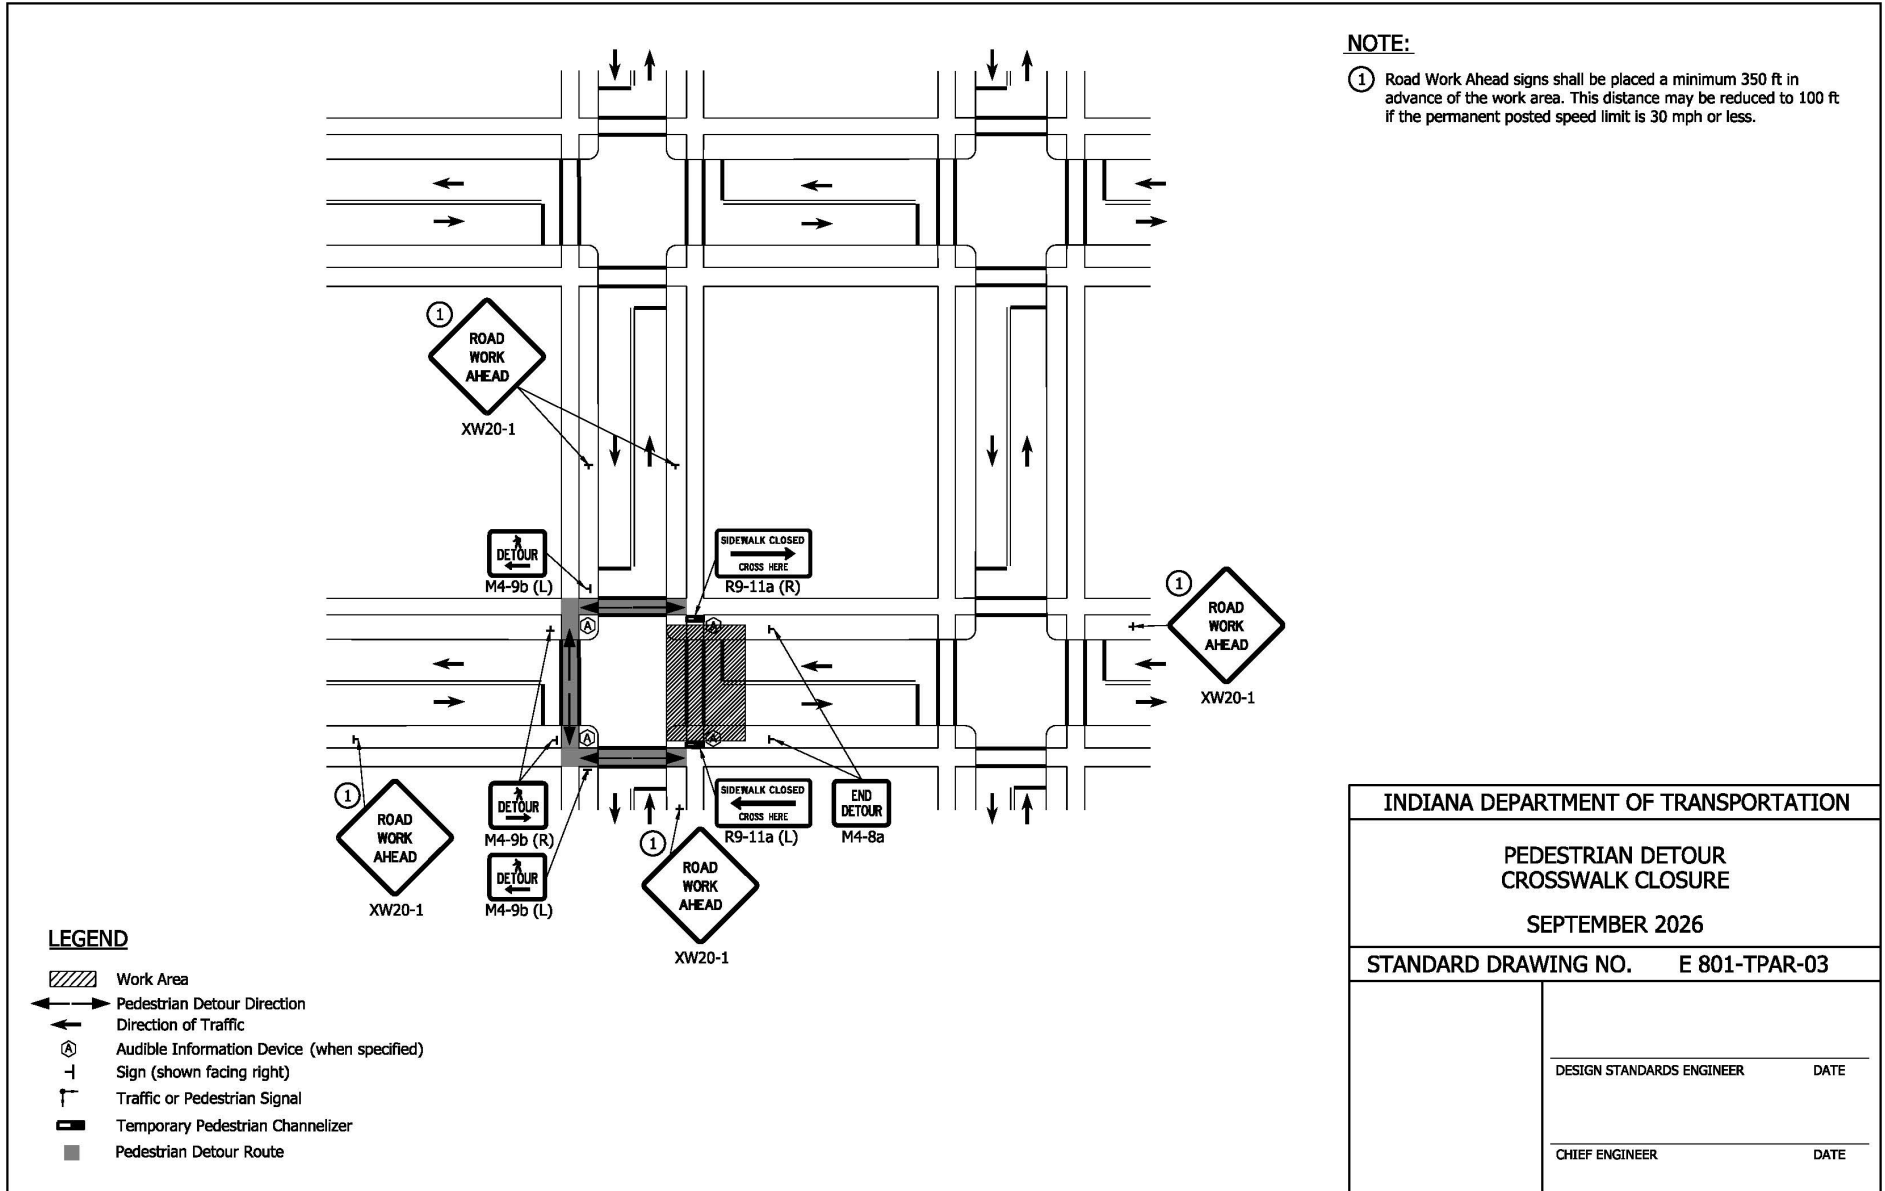 NOTE:
1 Road Work Ahead signs shall be placed a minimum 350 ft in
advance of the work area. This distance may be reduced to 100 ft
if the permanent posted speed limit is 30 mph or less.
1
ROAD
WORK
AHEAD
XW20-1
DETOUR
M4-9b (L)
SIDEWALK CLOSED
CROSS HERE
R9-11a (R)
1
ROAD
WORK
AHEAD
XW20-1
A
A
A
A
1
ROAD
WORK
AHEAD
XW20-1
DETOUR
M4-9b (R)
DETOUR
M4-9b (L)
SIDEWALK CLOSED
CROSS HERE
R9-11a (L)
END
DETOUR
M4-8a
1
ROAD
WORK
AHEAD
XW20-1
LEGEND
Work Area
Pedestrian Detour Direction
Direction of Traffic
A Audible Information Device (when specified)
Sign (shown facing right)
Traffic or Pedestrian Signal
Temporary Pedestrian Channelizer
Pedestrian Detour Route
INDIANA DEPARTMENT OF TRANSPORTATION
PEDESTRIAN DETOUR
CROSSWALK CLOSURE
SEPTEMBER 2026
STANDARD DRAWING NO. E 801-TPAR-03
DESIGN STANDARDS ENGINEER DATE
CHIEF ENGINEER DATE